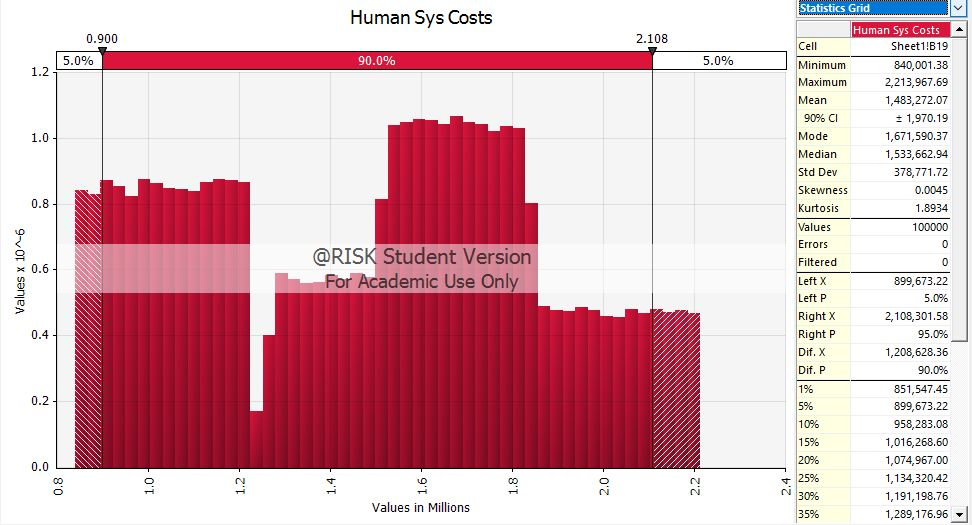 Human Sys Costs
0.900 2.108
5.0% 90.0% 5.0%
1.2
1.0
0.8
0.6
0.4
0.2
0.0
Values x 10^-6
@RISK Student Version
For Academic Use Only
0.8 1.0 1.2 1.4 1.6 1.8 2.0 2.2 2.4
Values in Millions
Statistics Grid
Human Sys Costs
Cell Sheet1!B19
Minimum 840,001.38
Maximum 2,213,967.69
Mean 1,483,272.07
90% CI ± 1,970.19
Mode 1,671,590.37
Median 1,533,662.94
Std Dev 378,771.72
Skewness 0.0045
Kurtosis 1.8934
Values 100000
Errors 0
Filtered 0
Left X 899,673.22
Left P 5.0%
Right X 2,108,301.58
Right P 95.0%
Dif. X 1,208,628.36
Dif. P 90.0%
1% 851,547.45
5% 899,673.22
10% 958,283.08
15% 1,016,268.60
20% 1,074,967.00
25% 1,134,320.42
30% 1,191,198.76
35% 1,289,176.96